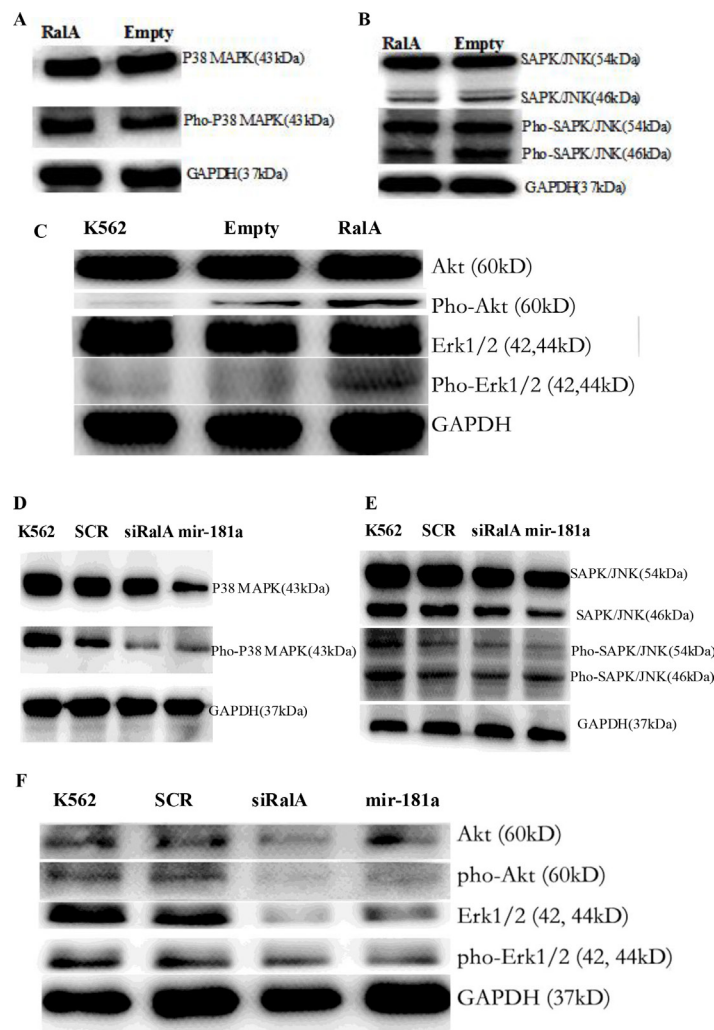 A
RalA Empty
P38 MAPK(43kDa)
Pho-P38 MAPK(43kDa)
GAPDH(37kDa)
B
RalA Empty
SAPK/JNK(54kDa)
SAPK/JNK(46kDa)
Pho-SAPK/JNK(54kDa)
Pho-SAPK/JNK(46kDa)
GAPDH(37kDa)
C
K562 Empty RalA
Akt (60kD)
Pho-Akt (60kD)
Erk1/2 (42,44kD)
Pho-Erk1/2 (42,44kD)
GAPDH
D
K562 SCR siRalA mir-181a
P38 MAPK(43kDa)
Pho-P38 MAPK(43kDa)
GAPDH(37kDa)
E
K562 SCR siRalA mir-181a
SAPK/JNK(54kDa)
SAPK/JNK(46kDa)
Pho-SAPK/JNK(54kDa)
Pho-SAPK/JNK(46kDa)
GAPDH(37kDa)
F
K562 SCR siRalA mir-181a
Akt (60kD)
pho-Akt (60kD)
Erk1/2 (42, 44kD)
pho-Erk1/2 (42, 44kD)
GAPDH (37kD)